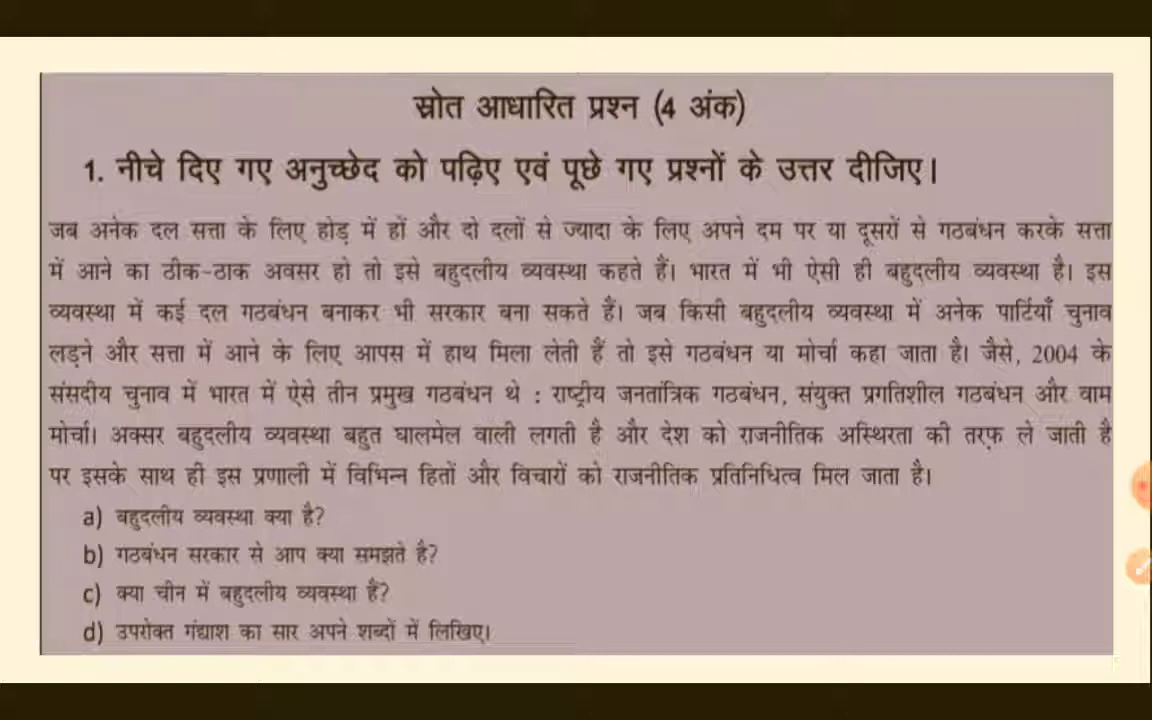 स्रोत आधारित प्रश्न (4 अंक)
1. नीचे दिए गए अनुच्छेद को पढ़िए एवं पूछे गए प्रश्नों के उत्तर दीजिए।
जब अनेक दल सत्ता के लिए होड़ में हों और दो दलों से ज्यादा के लिए अपने दम पर या दूसरों से गठबंधन करके सत्ता
में आने का ठीक-ठाक अवसर हो तो इसे बहुदलीय व्यवस्था कहते हैं। भारत में भी ऐसी ही बहुदलीय व्यवस्था है। इस
व्यवस्था में कई दल गठबंधन बनाकर भी सरकार बना सकते हैं। जब किसी बहुदलीय व्यवस्था में अनेक पार्टियाँ चुनाव
लड़ने और सत्ता में आने के लिए आपस में हाथ मिला लेती हैं तो इसे गठबंधन या मोर्चा कहा जाता है। जैसे, 2004 के
संसदीय चुनाव में भारत में ऐसे तीन प्रमुख गठबंधन थे : राष्ट्रीय जनतांत्रिक गठबंधन, संयुक्त प्रगतिशील गठबंधन और वाम
मोर्चा। अक्सर बहुदलीय व्यवस्था बहुत घालमेल वाली लगती है और देश को राजनीतिक अस्थिरता की तरफ़ ले जाती है
पर इसके साथ ही इस प्रणाली में विभिन्न हितों और विचारों को राजनीतिक प्रतिनिधित्व मिल जाता है।
a) बहुदलीय व्यवस्था क्या है?
b) गठबंधन सरकार से आप क्या समझते है?
c) क्या चीन में बहुदलीय व्यवस्था हैं?
d) उपरोक्त गंद्याश का सार अपने शब्दों में लिखिए।